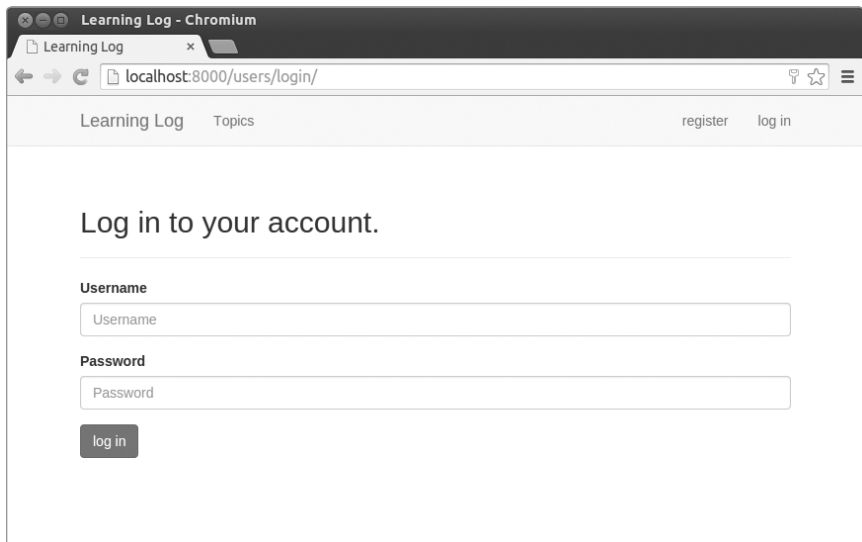 Learning Log - Chromium
Learning Log ×
localhost:8000/users/login/
Learning Log Topics register log in
Log in to your account.
Username
Username
Password
Password
log in